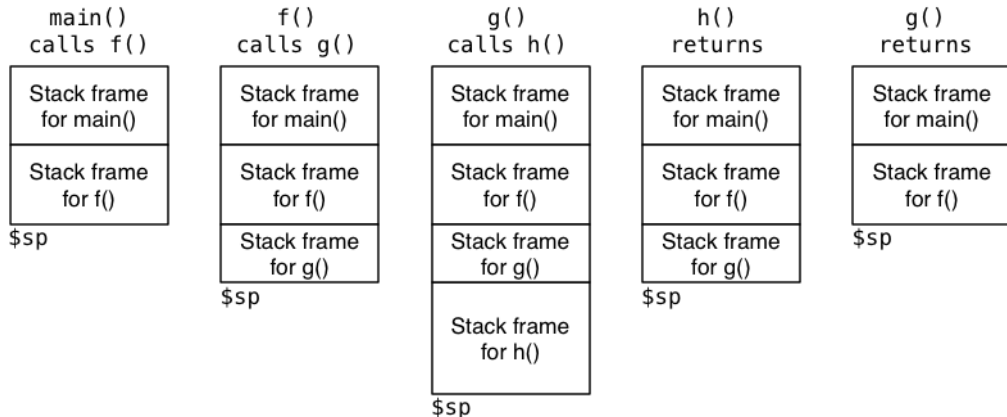 main()
calls f()
Stack frame
for main()
Stack frame
for f()
$sp
f()
calls g()
Stack frame
for main()
Stack frame
for f()
Stack frame
for g()
$sp
g()
calls h()
Stack frame
for main()
Stack frame
for f()
Stack frame
for g()
Stack frame
for h()
$sp
h()
returns
Stack frame
for main()
Stack frame
for f()
Stack frame
for g()
$sp
g()
returns
Stack frame
for main()
Stack frame
for f()
$sp